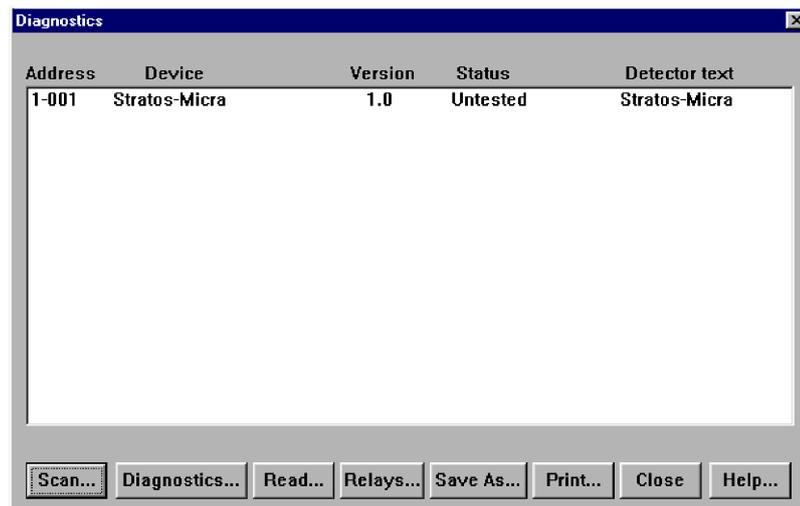 Diagnostics
Address Device Version Status Detector text
1-001 Stratos-Micra 1.0 Untested Stratos-Micra
Scan... Diagnostics... Read... Relays... Save As... Print... Close Help...